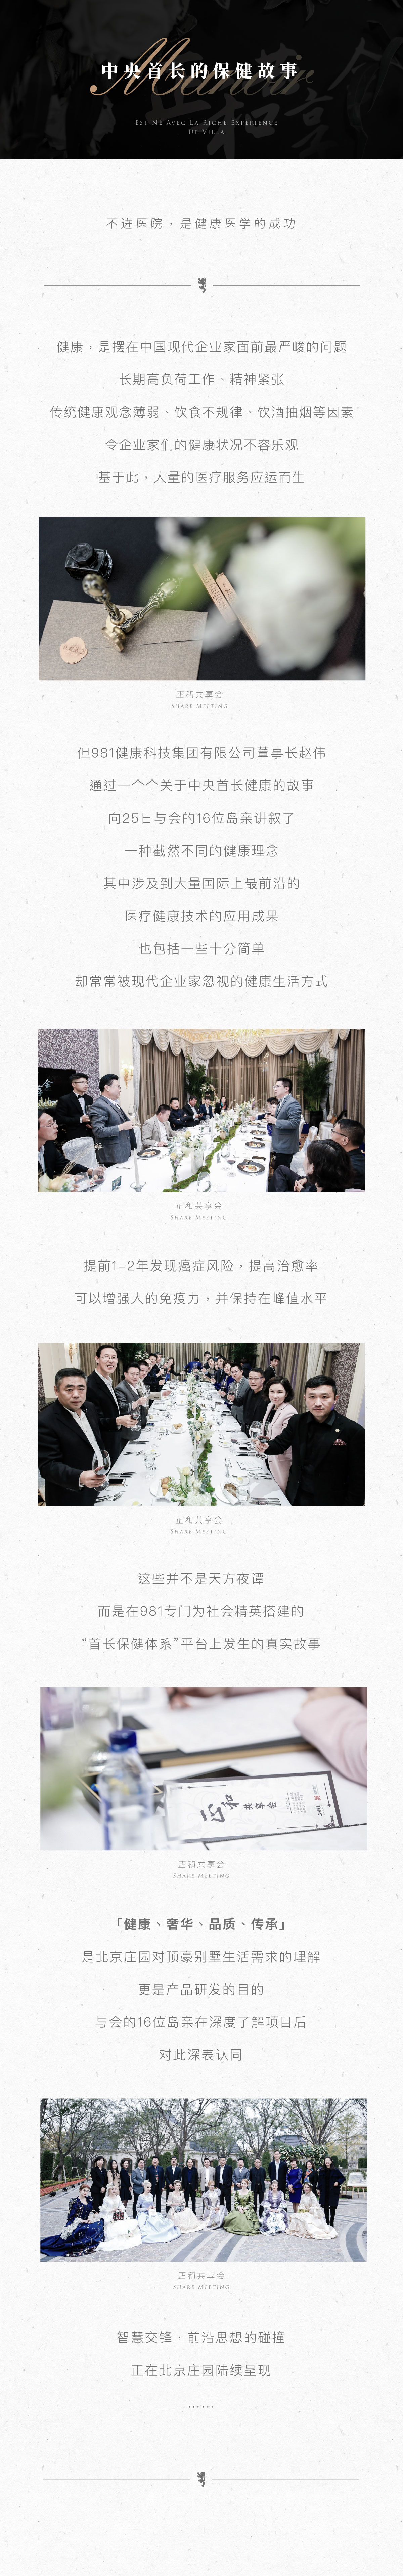 中央首长的保健故事
EST NÉ AVEC LA RICHE EXPÉRIENCE
DE VILLA
不进医院，是健康医学的成功
健康，是摆在中国现代企业家面前最严峻的问题
长期高负荷工作、精神紧张
传统健康观念薄弱、饮食不规律、饮酒抽烟等因素
令企业家们的健康状况不容乐观
基于此，大量的医疗服务应运而生
正和共享会
SHARE MEETING
但981健康科技集团有限公司董事长赵伟
通过一个个关于中央首长健康的故事
向25日与会的16位岛亲讲叙了
一种截然不同的健康理念
其中涉及到大量国际上最前沿的
医疗健康技术的应用成果
也包括一些十分简单
却常常被现代企业家忽视的健康生活方式
正和共享会
SHARE MEETING
提前1-2年发现癌症风险，提高治愈率
可以增强人的免疫力，并保持在峰值水平
正和共享会
SHARE MEETING
这些并不是天方夜谭
而是在981专门为社会精英搭建的
“首长保健体系”平台上发生的真实故事
正和
共享会
正和共享会
SHARE MEETING
「健康、奢华、品质、传承」
是北京庄园对顶豪别墅生活需求的理解
更是产品研发的目的
与会的16位岛亲在深度了解项目后
对此深表认同
正和共享会
SHARE MEETING
智慧交锋，前沿思想的碰撞
正在北京庄园陆续呈现
……